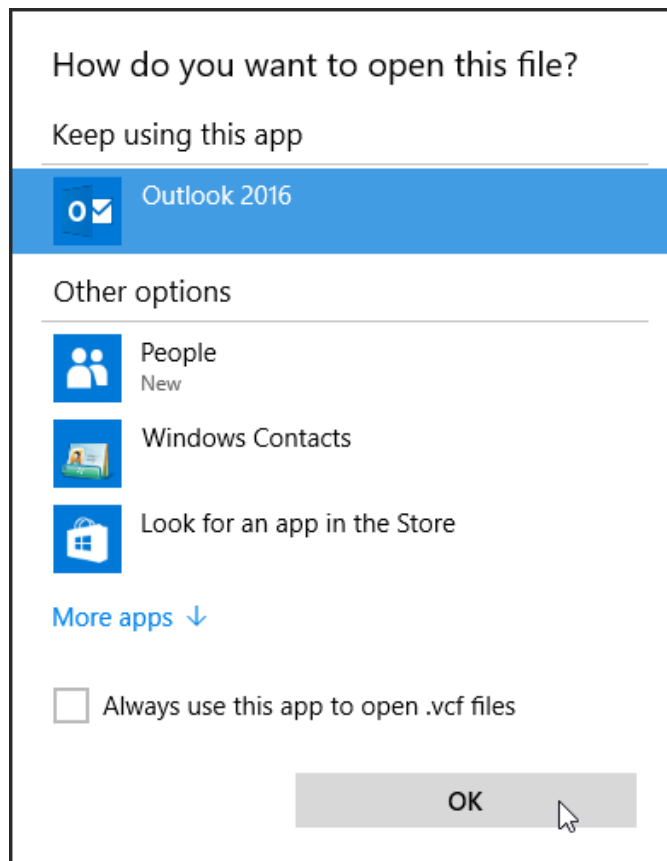 How do you want to open this file?
Keep using this app
Outlook 2016
Other options
People
New
Windows Contacts
Look for an app in the Store
More apps
Always use this app to open .vcf files
OK